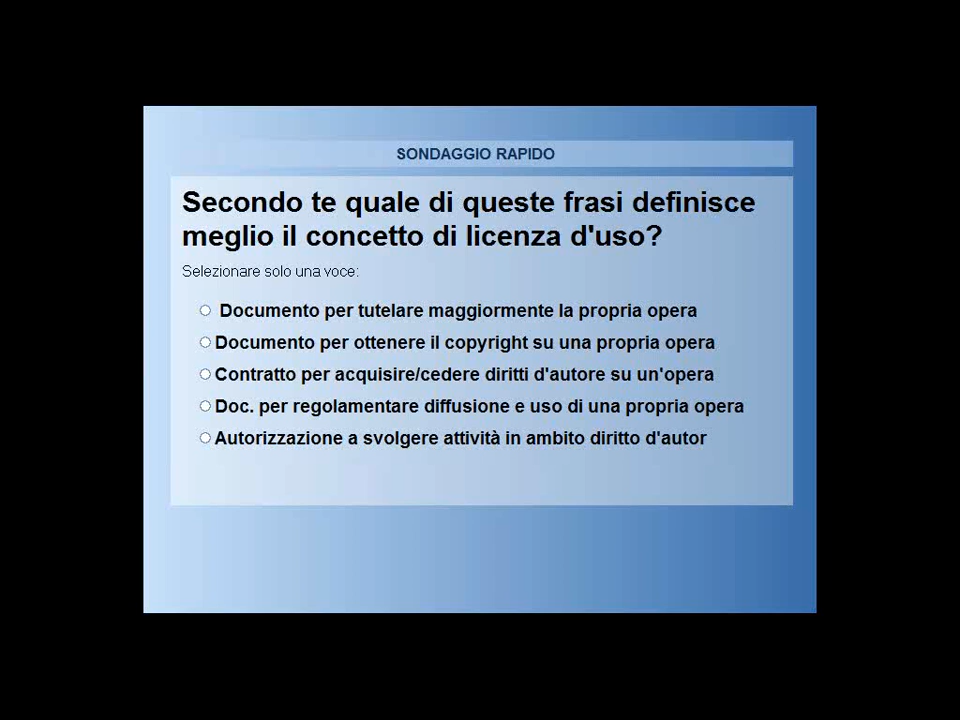 SONDAGGIO RAPIDO
Secondo te quale di queste frasi definisce
meglio il concetto di licenza d'uso?
Selezionare solo una voce:
Documento per tutelare maggiormente la propria opera
Documento per ottenere il copyright su una propria opera
Contratto per acquisire/cedere diritti d'autore su un'opera
Doc. per regolamentare diffusione e uso di una propria opera
Autorizzazione a svolgere attività in ambito diritto d'autor